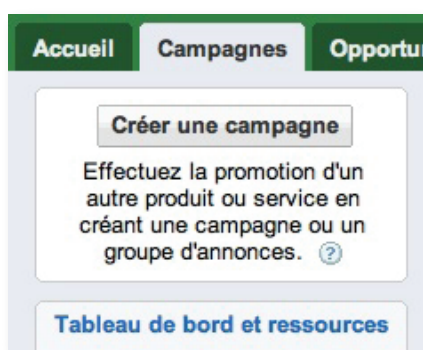 Accueil Campagnes Opportu
Créer une campagne
Effectuez la promotion d'un
autre produit ou service en
créant une campagne ou un
groupe d'annonces. ?
Tableau de bord et ressources